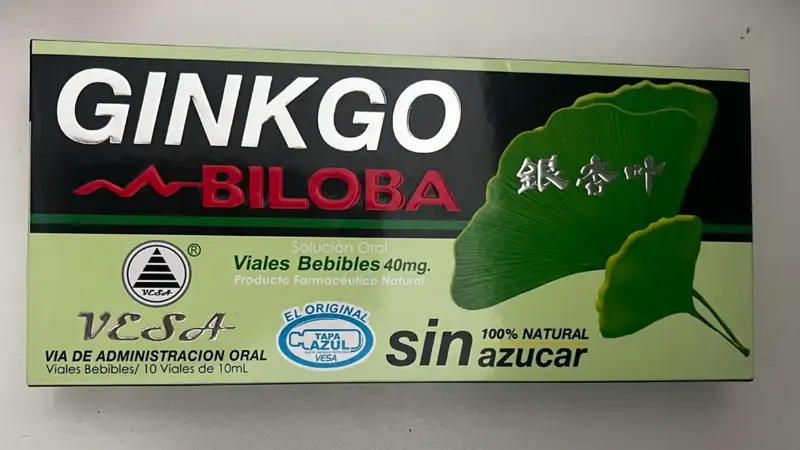 GINKGO
BILOBA
銀杏叶
Solución Oral
Viales Bebibles 40mg.
Producto Farmacéutico Natural
®
VESA
VESA
VIA DE ADMINISTRACION ORAL
Viales Bebibles/ 10 Viales de 10mL
EL ORIGINAL
TAPA
AZUL
VESA
sin
100% NATURAL
azucar